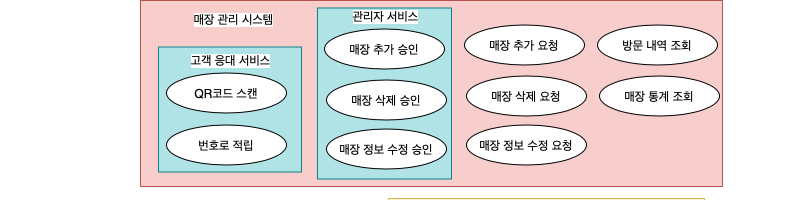 매장 관리 시스템
고객 응대 서비스
QR코드 스캔
번호로 적립
관리자 서비스
매장 추가 승인
매장 삭제 승인
매장 정보 수정 승인
매장 추가 요청
매장 삭제 요청
매장 정보 수정 요청
방문 내역 조회
매장 통계 조회